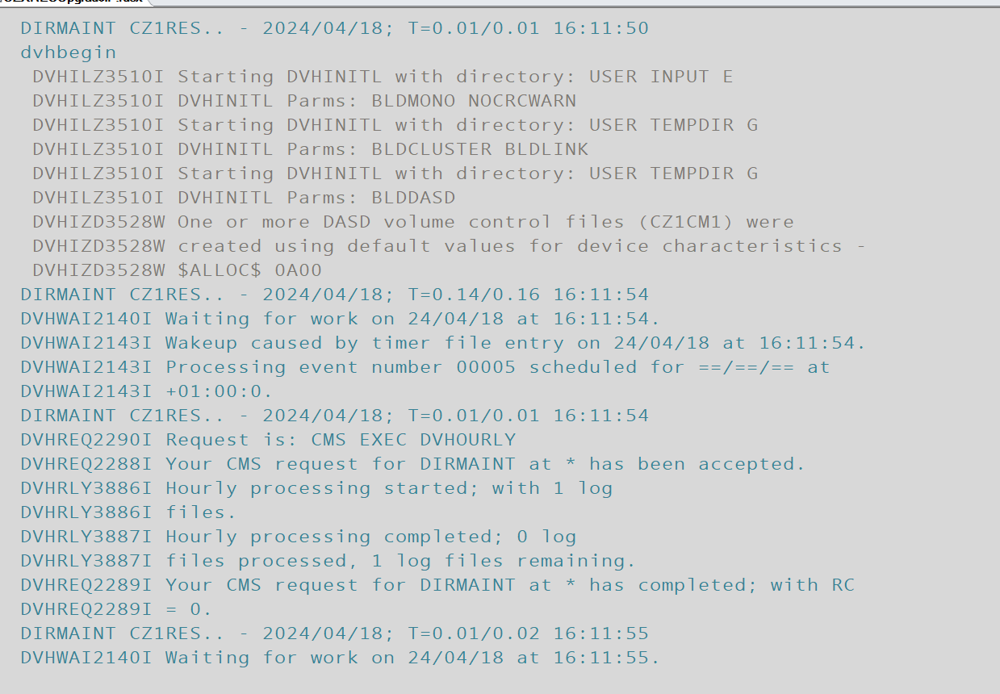 DIRMAINT CZ1RES.. - 2024/04/18; T=0.01/0.01 16:11:50
dvhbegin
DVHILZ3510I Starting DVHINITL with directory: USER INPUT E
DVHILZ3510I DVHINITL Parms: BLDMONO NOCRCWARN
DVHILZ3510I Starting DVHINITL with directory: USER TEMPDIR G
DVHILZ3510I DVHINITL Parms: BLDCLUSTER BLDLINK
DVHILZ3510I Starting DVHINITL with directory: USER TEMPDIR G
DVHILZ3510I DVHINITL Parms: BLDDASD
DVHIZD3528W One or more DASD volume control files (CZ1CM1) were
DVHIZD3528W created using default values for device characteristics -
DVHIZD3528W $ALLOC$ 0A00
DIRMAINT CZ1RES.. - 2024/04/18; T=0.14/0.16 16:11:54
DVHWAI2140I Waiting for work on 24/04/18 at 16:11:54.
DVHWAI2143I Wakeup caused by timer file entry on 24/04/18 at 16:11:54.
DVHWAI2143I Processing event number 00005 scheduled for ==/==/== at
DVHWAI2143I +01:00:0.
DIRMAINT CZ1RES.. - 2024/04/18; T=0.01/0.01 16:11:54
DVHREQ2290I Request is: CMS EXEC DVHOURLY
DVHREQ2288I Your CMS request for DIRMAINT at * has been accepted.
DVHRLY3886I Hourly processing started; with 1 log
DVHRLY3886I files.
DVHRLY3887I Hourly processing completed; 0 log
DVHRLY3887I files processed, 1 log files remaining.
DVHREQ2289I Your CMS request for DIRMAINT at * has completed; with RC
DVHREQ2289I = 0.
DIRMAINT CZ1RES.. - 2024/04/18; T=0.01/0.02 16:11:55
DVHWAI2140I Waiting for work on 24/04/18 at 16:11:55.